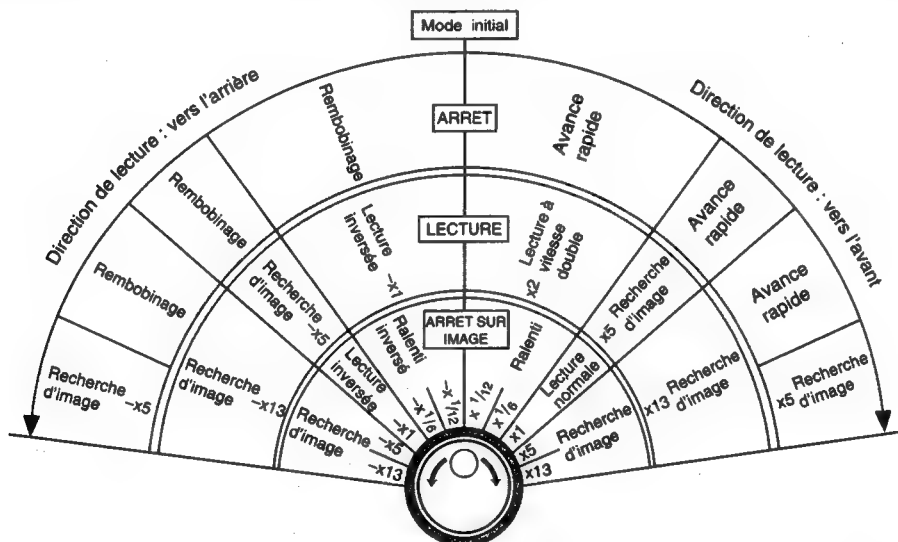 Mode initial
Direction de lecture : vers l'arrière
Direction de lecture : vers l'avant
ARRET
Rembobinage
Rembobinage
Rembobinage
Recherche
d'image –x5
Avance
rapide
Avance
rapide
Avance
rapide
x5 Recherche
d'image
LECTURE
Lecture
inversée –x1
Recherche
d'image –x5
Recherche
d'image –x13
Lecture à
vitesse
double
x2
x5 Recherche
d'image
x13 Recherche
d'image
ARRET SUR
IMAGE
Ralenti
inversé
–x 1/12
–x 1/6
Lecture
inversée –x1
Recherche
d'image –x5
–x13
Ralenti
x 1/12
x 1/6
Lecture
normale
x1
x5 Recherche
d'image
x13